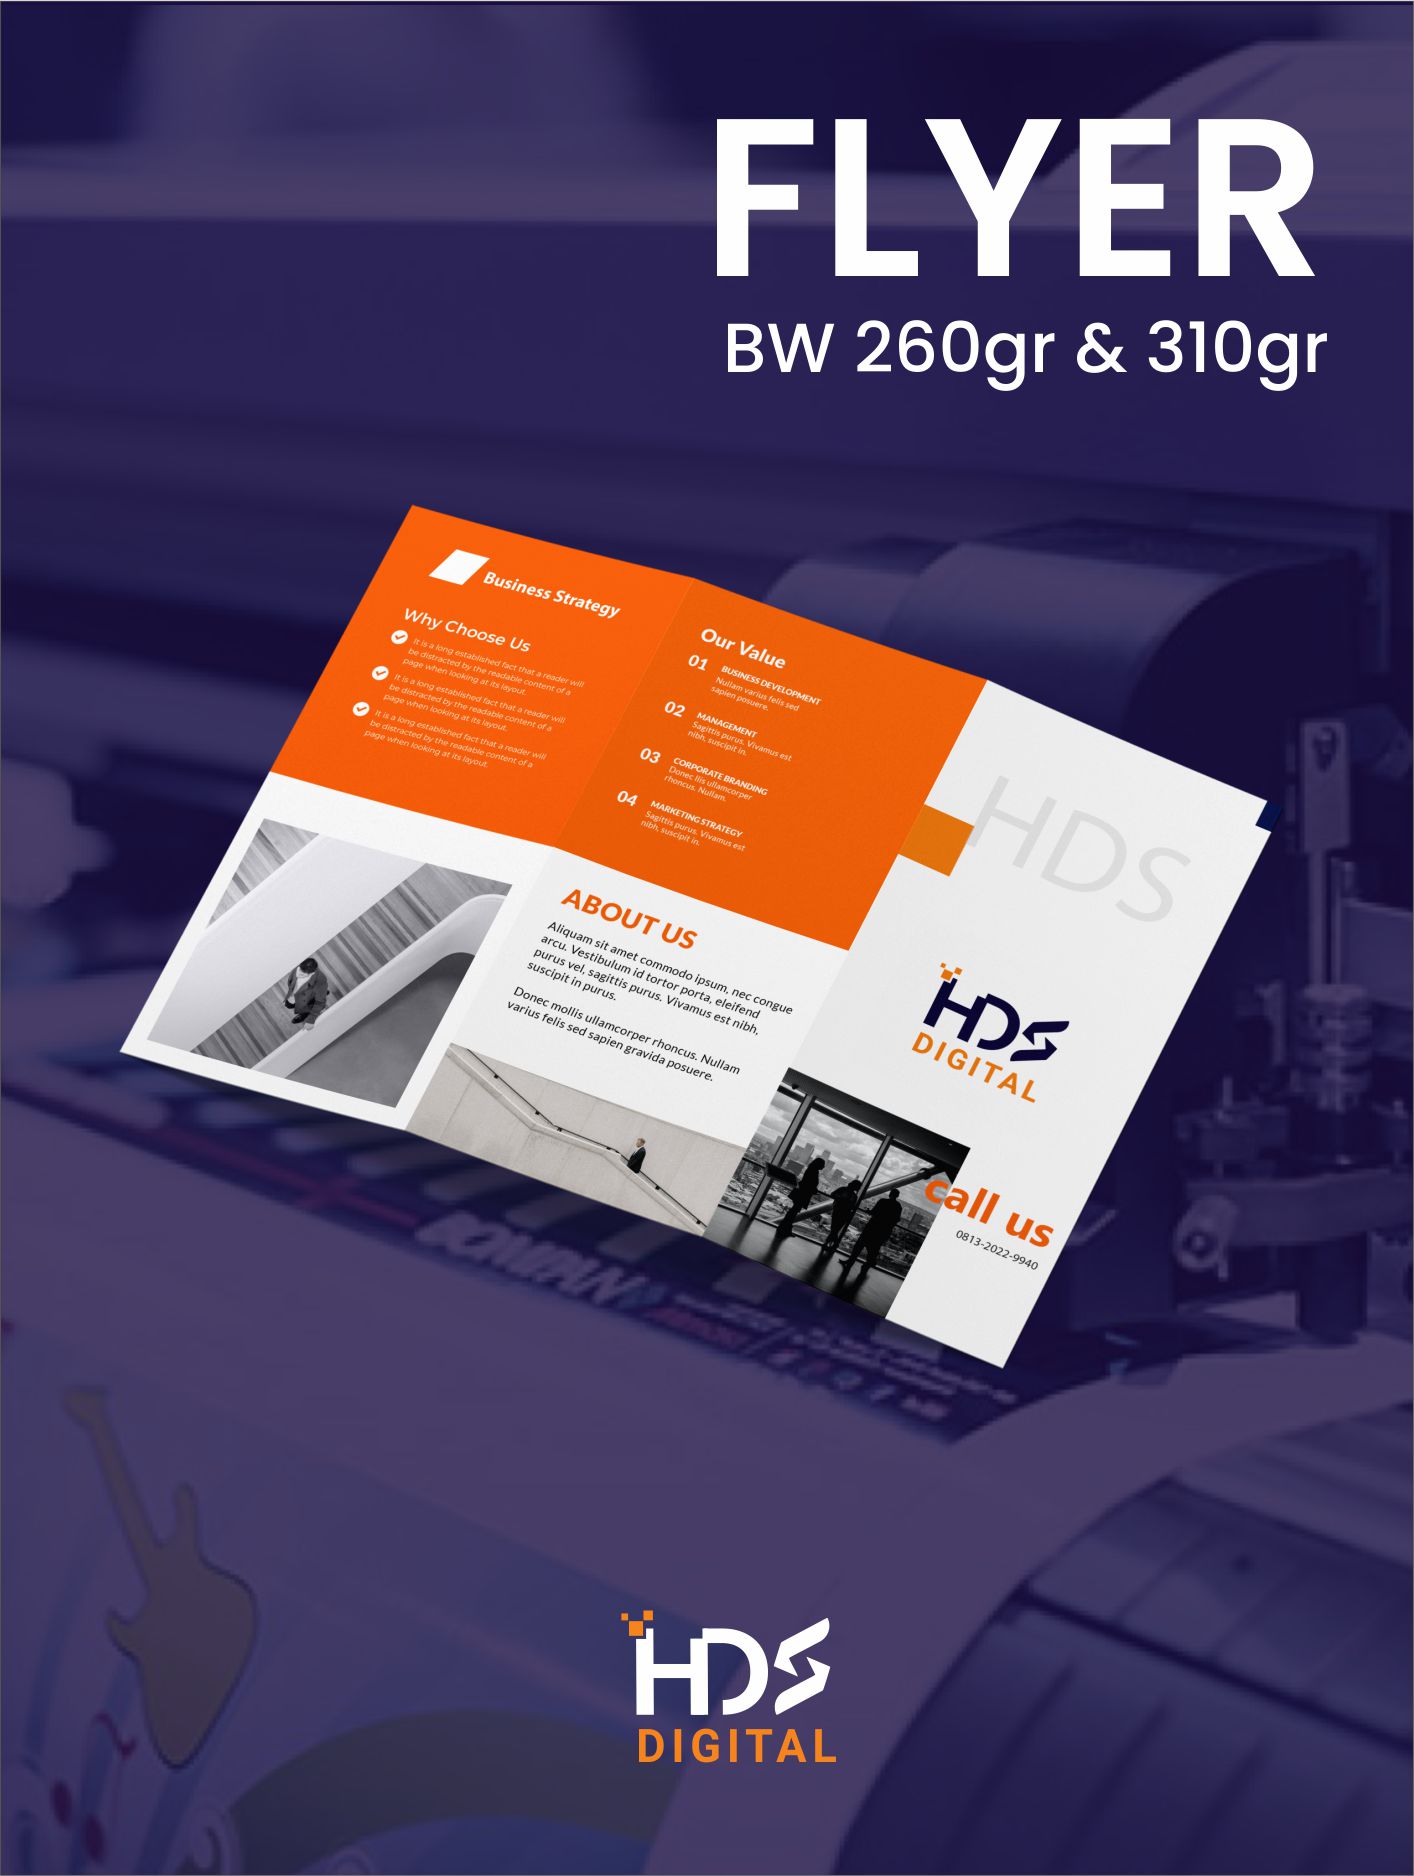 FLYER
BW 260gr & 310gr
Business Strategy
Why Choose Us
It is a long established fact that a reader will
be distracted by the readable content of a
page when looking at its layout.
It is a long established fact that a reader will
be distracted by the readable content of a
page when looking at its layout.
It is a long established fact that a reader will
be distracted by the readable content of a
page when looking at its layout.
Our Value
01 BUSINESS DEVELOPMENT
Nullam varius felis sed
sapien posuere.
02 MANAGEMENT
Sagittis purus. Vivamus est
nibh, suscipit in.
03 CORPORATE BRANDING
Donec llis ullamcorper
rhoncus. Nullam.
04 MARKETING STRATEGY
Sagittis purus. Vivamus est
nibh, suscipit in.
ABOUT US
Aliquam sit amet commodo ipsum, nec congue
arcu. Vestibulum id tortor porta, eleifend
purus vel, sagittis purus. Vivamus est nibh,
suscipit in purus.
Donec mollis ullamcorper rhoncus. Nullam
varius felis sed sapien gravida posuere.
HDS
HDS
DIGITAL
call us
0813-2022-9940
HDS
DIGITAL